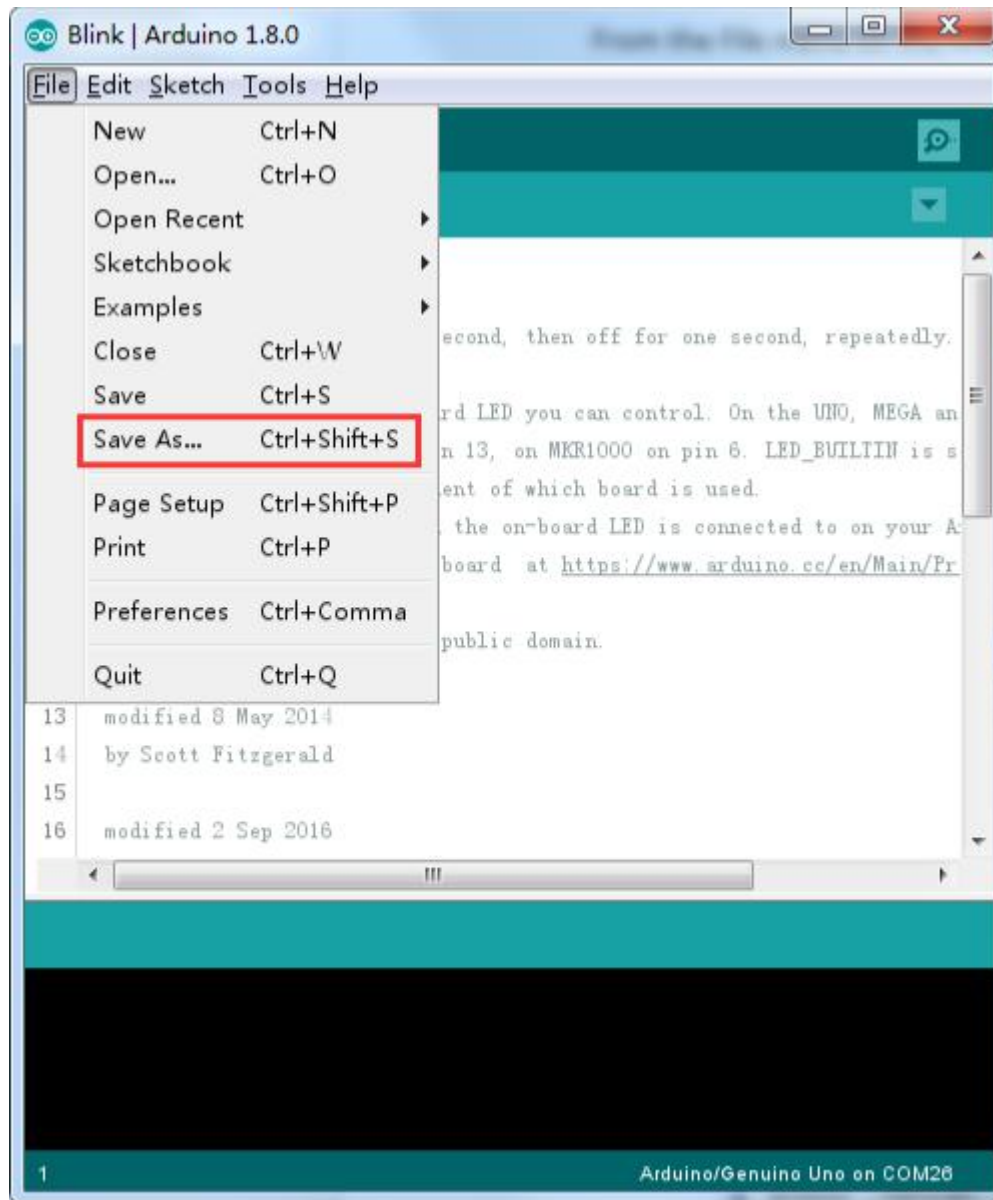 Blink | Arduino 1.8.0
File Edit Sketch Tools Help
New Ctrl+N
Open... Ctrl+O
Open Recent
Sketchbook
Examples
Close Ctrl+W
Save Ctrl+S
Save As... Ctrl+Shift+S
Page Setup Ctrl+Shift+P
Print Ctrl+P
Preferences Ctrl+Comma
Quit Ctrl+Q
econd, then off for one second, repeatedly.
rd LED you can control. On the UNO, MEGA an
n 13, on MKR1000 on pin 6. LED_BUILTIN is s
ent of which board is used.
the on-board LED is connected to on your A
board at https://www.arduino.cc/en/Main/Pr
public domain.
13 modified 8 May 2014
14 by Scott Fitzgerald
15
16 modified 2 Sep 2016
1 Arduino/Genuino Uno on COM26